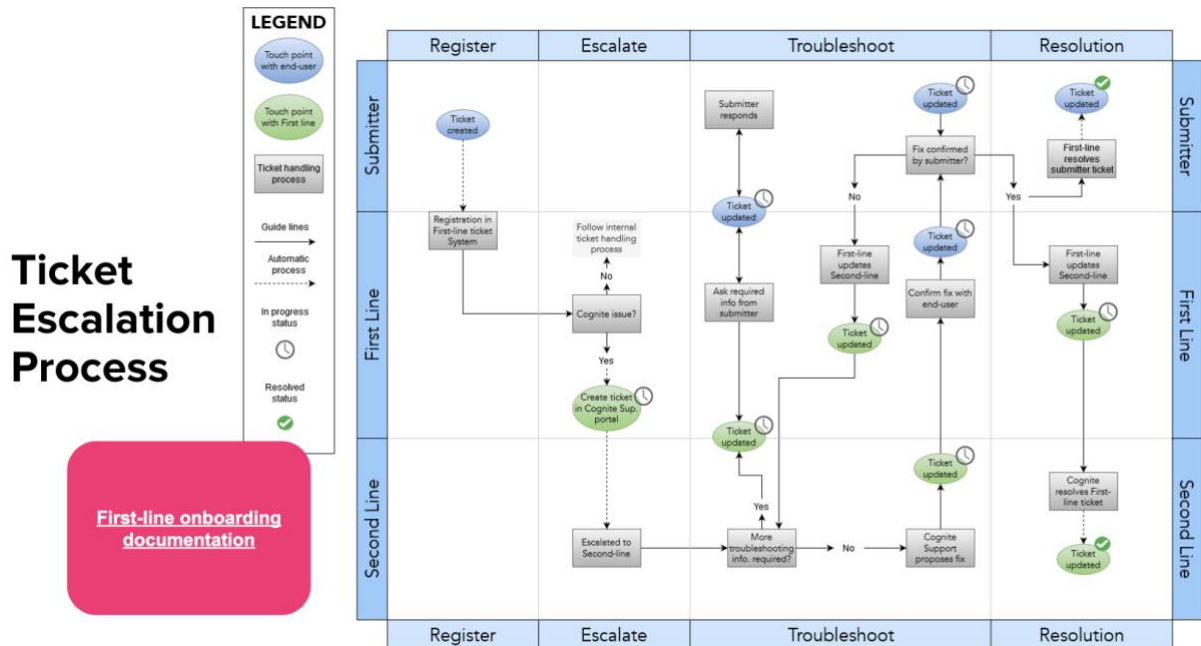 Ticket
Escalation
Process
LEGEND
Touch point
with end-user
Touch point
with First line
Ticket handling
process
Guide lines
Automatic
process
In progress
status
Resolved
status
First-line onboarding
documentation
Register
Escalate
Troubleshoot
Resolution
Submitter
First Line
Second Line
Ticket
created
Registration in
First-line ticket
System
Follow internal
ticket handling
process
No
Cognite issue?
Yes
Create ticket
in Cognite Sup.
portal
Escalated to
Second-line
Submitter
responds
Ticket
updated
Ask required
info from
submitter
Ticket
updated
Yes
More
troubleshooting
info. required?
No
Cognite
Support
proposes fix
Ticket
updated
Confirm fix with
end-user
Ticket
updated
Fix confirmed
by submitter?
Ticket
updated
No
First-line
updates
Second-line
Ticket
updated
Yes
First-line
resolves
submitter ticket
Ticket
updated
First-line
updates
Second-line
Ticket
updated
Cognite
resolves First-
line ticket
Ticket
updated
Submitter
First Line
Second Line
Register
Escalate
Troubleshoot
Resolution